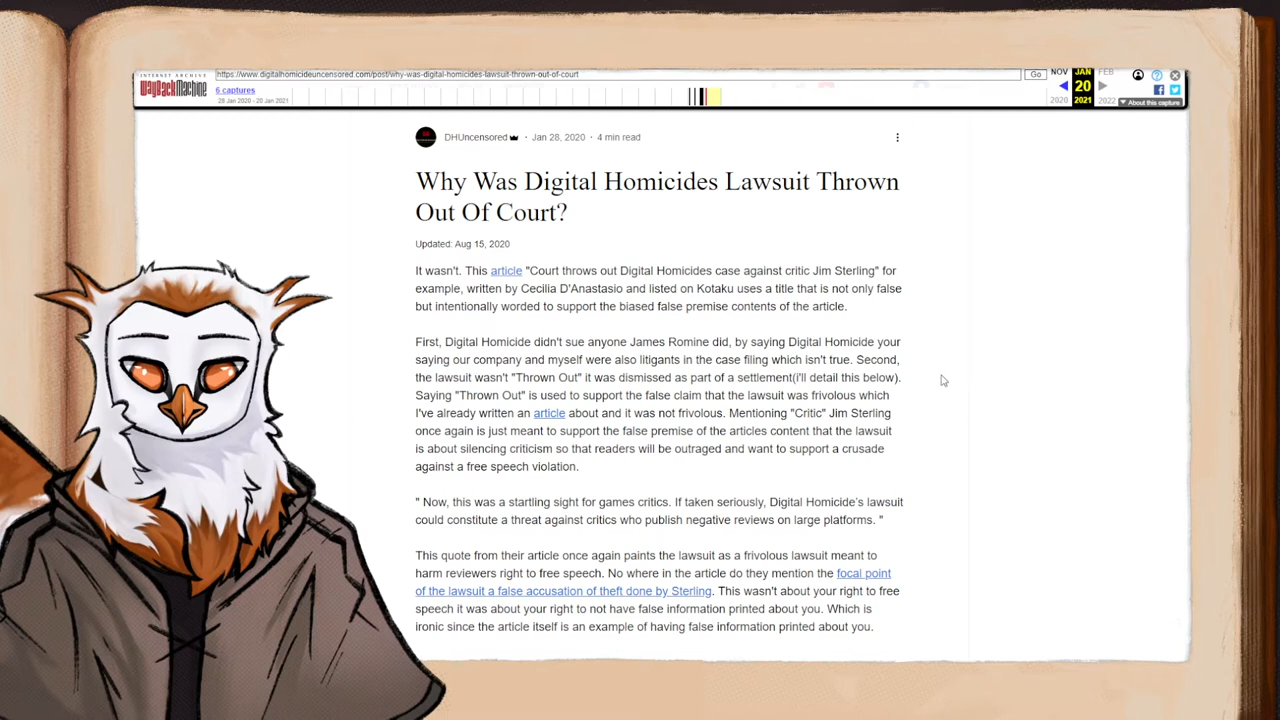 INTERNET ARCHIVE
WayBackMachine
https://www.digitalhomicideuncensored.com/post/why-was-digital-homicides-lawsuit-thrown-out-of-court
Go
NOV JAN FEB
6 captures
20
28 Jan 2020 - 20 Jan 2021
2020 2021 2022
About this capture
DHUncensored · Jan 28, 2020 · 4 min read
Why Was Digital Homicides Lawsuit Thrown
Out Of Court?
Updated: Aug 15, 2020
It wasn't. This article "Court throws out Digital Homicides case against critic Jim Sterling" for
example, written by Cecilia D'Anastasio and listed on Kotaku uses a title that is not only false
but intentionally worded to support the biased false premise contents of the article.
First, Digital Homicide didn't sue anyone James Romine did, by saying Digital Homicide your
saying our company and myself were also litigants in the case filing which isn't true. Second,
the lawsuit wasn't "Thrown Out" it was dismissed as part of a settlement(i'll detail this below).
Saying "Thrown Out" is used to support the false claim that the lawsuit was frivolous which
I've already written an article about and it was not frivolous. Mentioning "Critic" Jim Sterling
once again is just meant to support the false premise of the articles content that the lawsuit
is about silencing criticism so that readers will be outraged and want to support a crusade
against a free speech violation.
" Now, this was a startling sight for games critics. If taken seriously, Digital Homicide's lawsuit
could constitute a threat against critics who publish negative reviews on large platforms. "
This quote from their article once again paints the lawsuit as a frivolous lawsuit meant to
harm reviewers right to free speech. No where in the article do they mention the focal point
of the lawsuit a false accusation of theft done by Sterling. This wasn't about your right to free
speech it was about your right to not have false information printed about you. Which is
ironic since the article itself is an example of having false information printed about you.